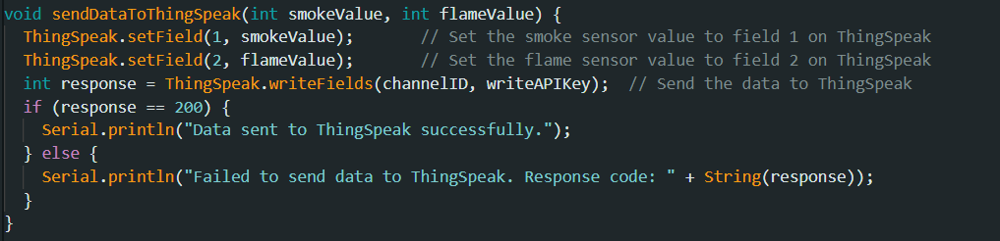 void sendDataToThingSpeak(int smokeValue, int flameValue) {
  ThingSpeak.setField(1, smokeValue);       // Set the smoke sensor value to field 1 on ThingSpeak
  ThingSpeak.setField(2, flameValue);       // Set the flame sensor value to field 2 on ThingSpeak
  int response = ThingSpeak.writeFields(channelID, writeAPIKey);  // Send the data to ThingSpeak
  if (response == 200) {
    Serial.println("Data sent to ThingSpeak successfully.");
  } else {
    Serial.println("Failed to send data to ThingSpeak. Response code: " + String(response));
  }
}